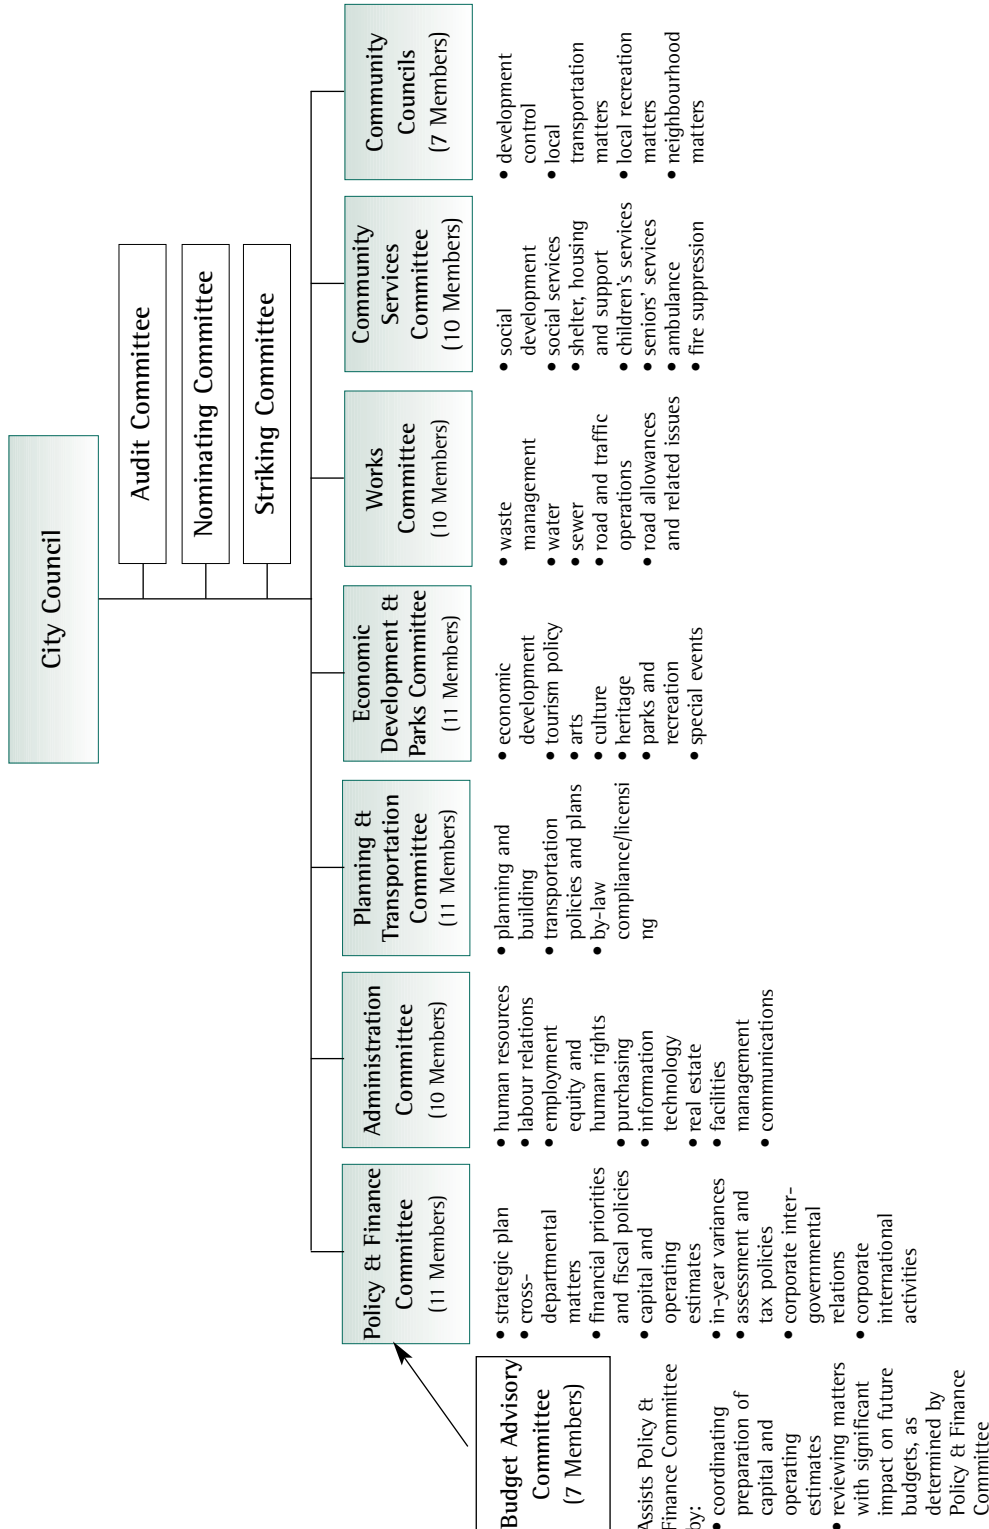 City Council
Audit Committee
Nominating Committee
Striking Committee
Policy & Finance
Committee
(11 Members)
• strategic plan
• cross-
departmental
matters
• financial priorities
and fiscal policies
• capital and
operating
estimates
• in-year variances
• assessment and
tax policies
• corporate inter-
governmental
relations
• corporate
international
activities
Administration
Committee
(10 Members)
• human resources
• labour relations
• employment
equity and
human rights
• purchasing
• information
technology
• real estate
• facilities
management
• communications
Planning &
Transportation
Committee
(11 Members)
• planning and
building
• transportation
policies and plans
• by-law
compliance/licensi
ng
Economic
Development &
Parks Committee
(11 Members)
• economic
development
• tourism policy
• arts
• culture
• heritage
• parks and
recreation
• special events
Works
Committee
(10 Members)
• waste
management
• water
• sewer
• road and traffic
operations
• road allowances
and related issues
Community
Services
Committee
(10 Members)
• social
development
• social services
• shelter, housing
and support
• children's services
• seniors' services
• ambulance
• fire suppression
Community
Councils
(7 Members)
• development
control
• local
transportation
matters
• local recreation
matters
• neighbourhood
matters
Budget Advisory
Committee
(7 Members)
Assists Policy &
Finance Committee
by:
• coordinating
preparation of
capital and
operating
estimates
• reviewing matters
with significant
impact on future
budgets, as
determined by
Policy & Finance
Committee